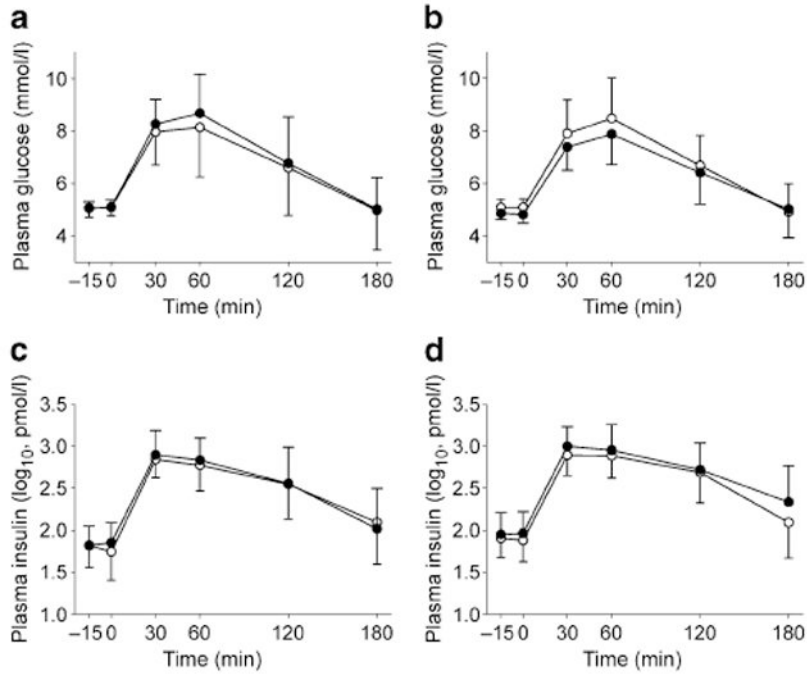 a
Plasma glucose (mmol/l)
10
8
6
4
–15 0 30 60 120 180
Time (min)
b
Plasma glucose (mmol/l)
10
8
6
4
–15 0 30 60 120 180
Time (min)
c
Plasma insulin (log10, pmol/l)
3.5
3.0
2.5
2.0
1.5
1.0
–15 0 30 60 120 180
Time (min)
d
Plasma insulin (log10, pmol/l)
3.5
3.0
2.5
2.0
1.5
1.0
–15 0 30 60 120 180
Time (min)